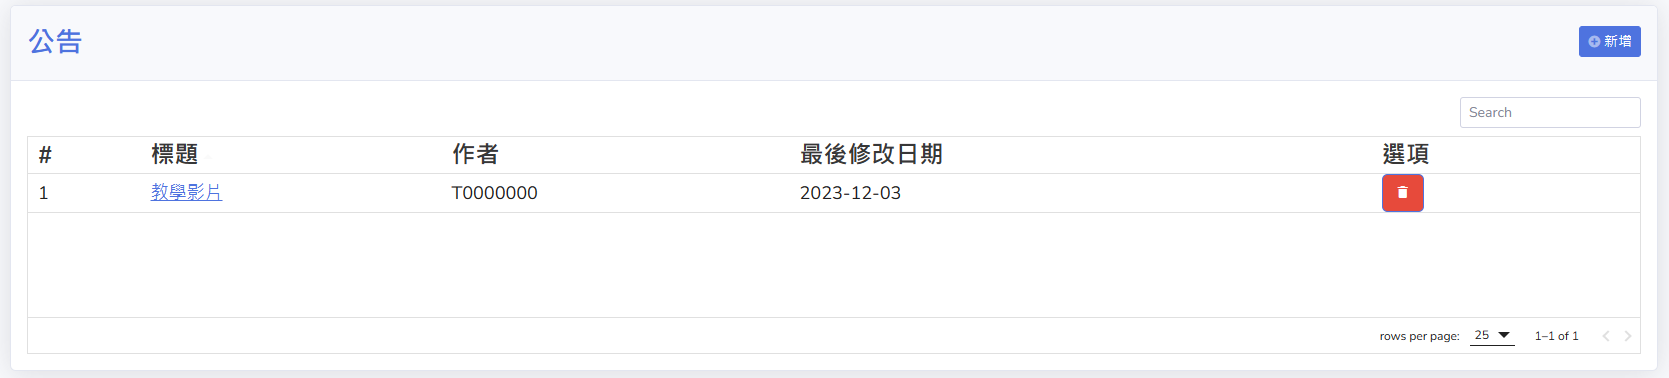 公告
新增
Search
# 標題 作者 最後修改日期 選項
1 教學影片 T0000000 2023-12-03
rows per page: 25 1–1 of 1